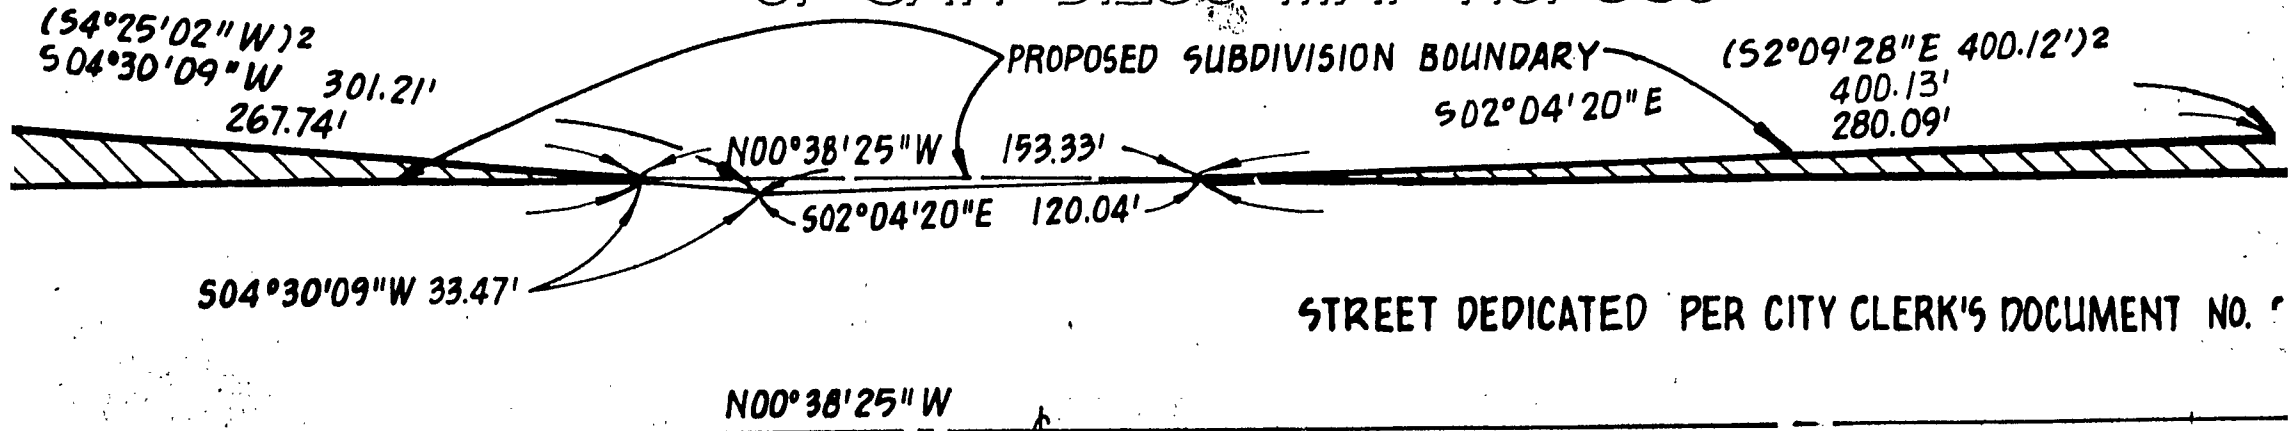 (S4°25'02"W)2
S04°30'09"W 301.21'
267.74'
PROPOSED SUBDIVISION BOUNDARY
(S2°09'28"E 400.12')2
400.13'
280.09'
S02°04'20"E
N00°38'25"W 153.33'
S02°04'20"E 120.04'
S04°30'09"W 33.47'
STREET DEDICATED PER CITY CLERK'S DOCUMENT NO.
N00°38'25"W